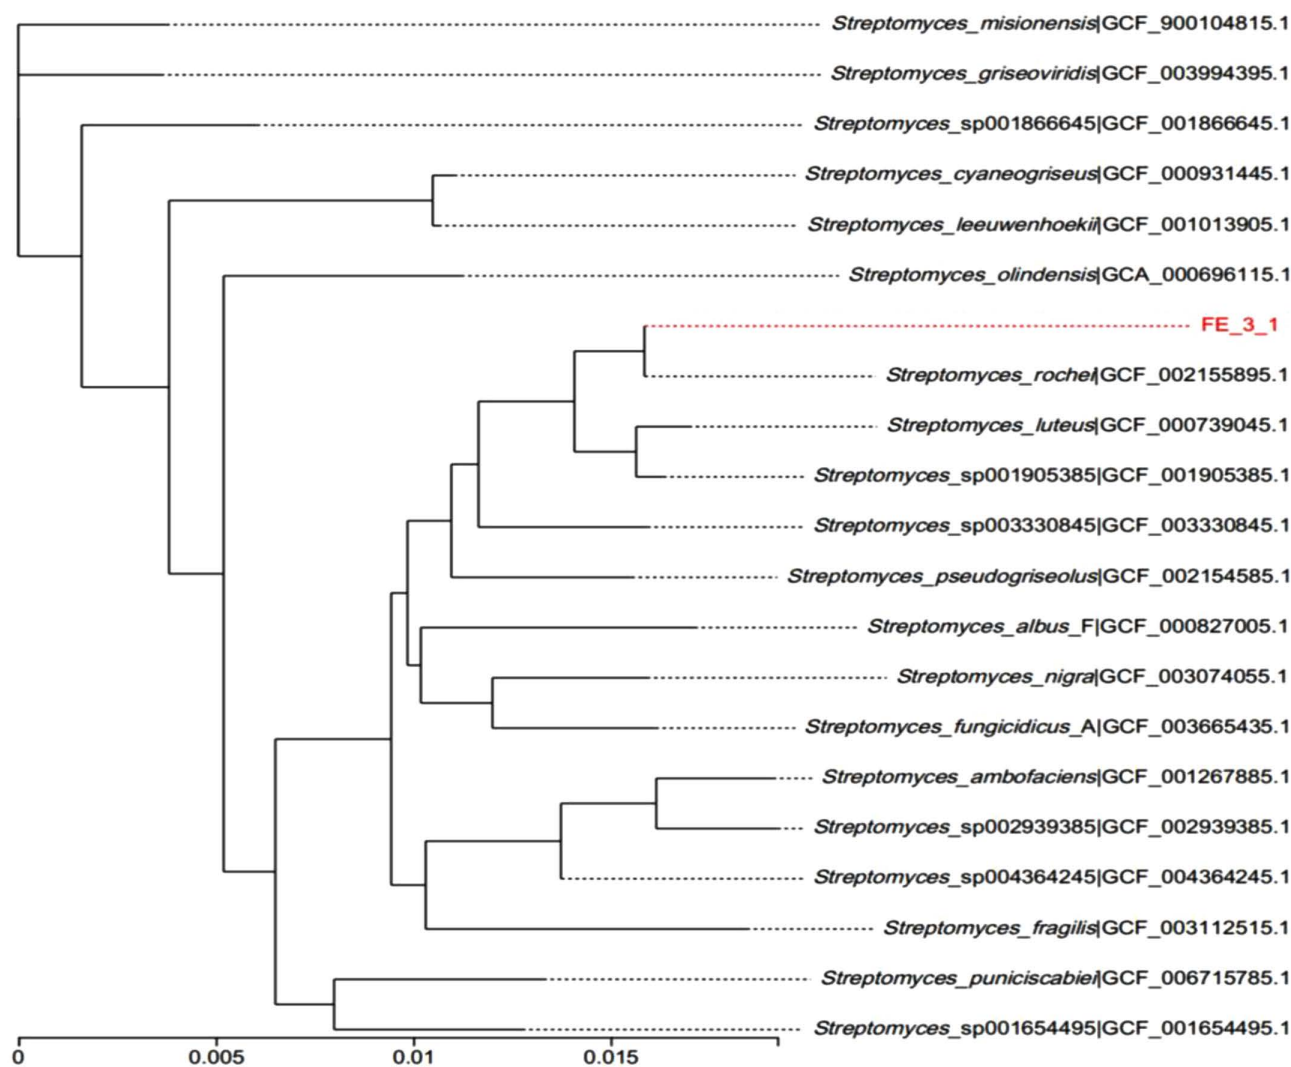 Streptomyces_misionensis|GCF_900104815.1
Streptomyces_griseoviridis|GCF_003994395.1
Streptomyces_sp001866645|GCF_001866645.1
Streptomyces_cyaneogriseus|GCF_000931445.1
Streptomyces_leeuwenhoekii|GCF_001013905.1
Streptomyces_olindensis|GCA_000696115.1
FE_3_1
Streptomyces_rochei|GCF_002155895.1
Streptomyces_luteus|GCF_000739045.1
Streptomyces_sp001905385|GCF_001905385.1
Streptomyces_sp003330845|GCF_003330845.1
Streptomyces_pseudogriseolus|GCF_002154585.1
Streptomyces_albus_F|GCF_000827005.1
Streptomyces_nigra|GCF_003074055.1
Streptomyces_fungicidicus_A|GCF_003665435.1
Streptomyces_ambofaciens|GCF_001267885.1
Streptomyces_sp002939385|GCF_002939385.1
Streptomyces_sp004364245|GCF_004364245.1
Streptomyces_fragilis|GCF_003112515.1
Streptomyces_puniciscabiei|GCF_006715785.1
Streptomyces_sp001654495|GCF_001654495.1
0 0.005 0.01 0.015